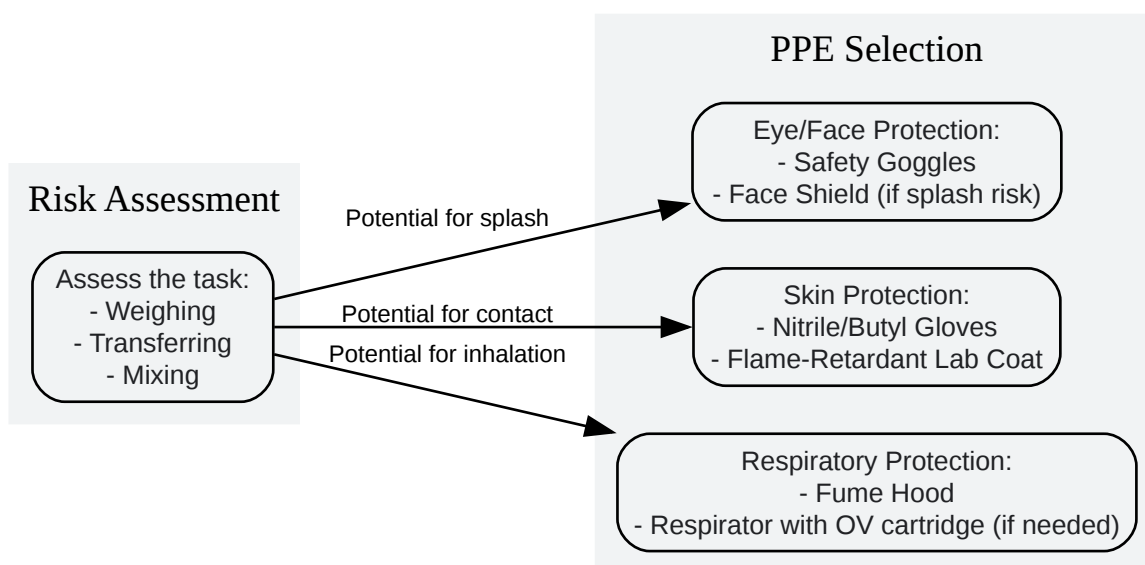 Risk Assessment
Assess the task:
- Weighing
- Transferring
- Mixing
Potential for splash
Potential for contact
Potential for inhalation
PPE Selection
Eye/Face Protection:
- Safety Goggles
- Face Shield (if splash risk)
Skin Protection:
- Nitrile/Butyl Gloves
- Flame-Retardant Lab Coat
Respiratory Protection:
- Fume Hood
- Respirator with OV cartridge (if needed)